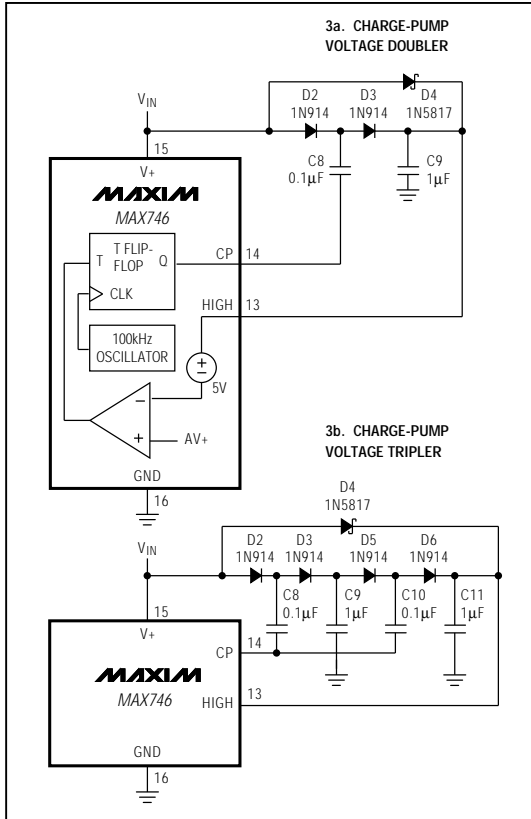 3a. CHARGE-PUMP
VOLTAGE DOUBLER
D2
1N914
D3
1N914
D4
1N5817
VIN
15
V+
C8
0.1µF
C9
1µF
MAXIM
MAX746
T
T FLIP-
FLOP
Q
CP
14
CLK
HIGH
13
100kHz
OSCILLATOR
+
−
5V
−
+
AV+
GND
16
3b. CHARGE-PUMP
VOLTAGE TRIPLER
D4
1N5817
VIN
D2
1N914
D3
1N914
D5
1N914
D6
1N914
15
V+
C8
0.1µF
C9
1µF
C10
0.1µF
C11
1µF
CP
14
MAXIM
MAX746
HIGH
13
GND
16